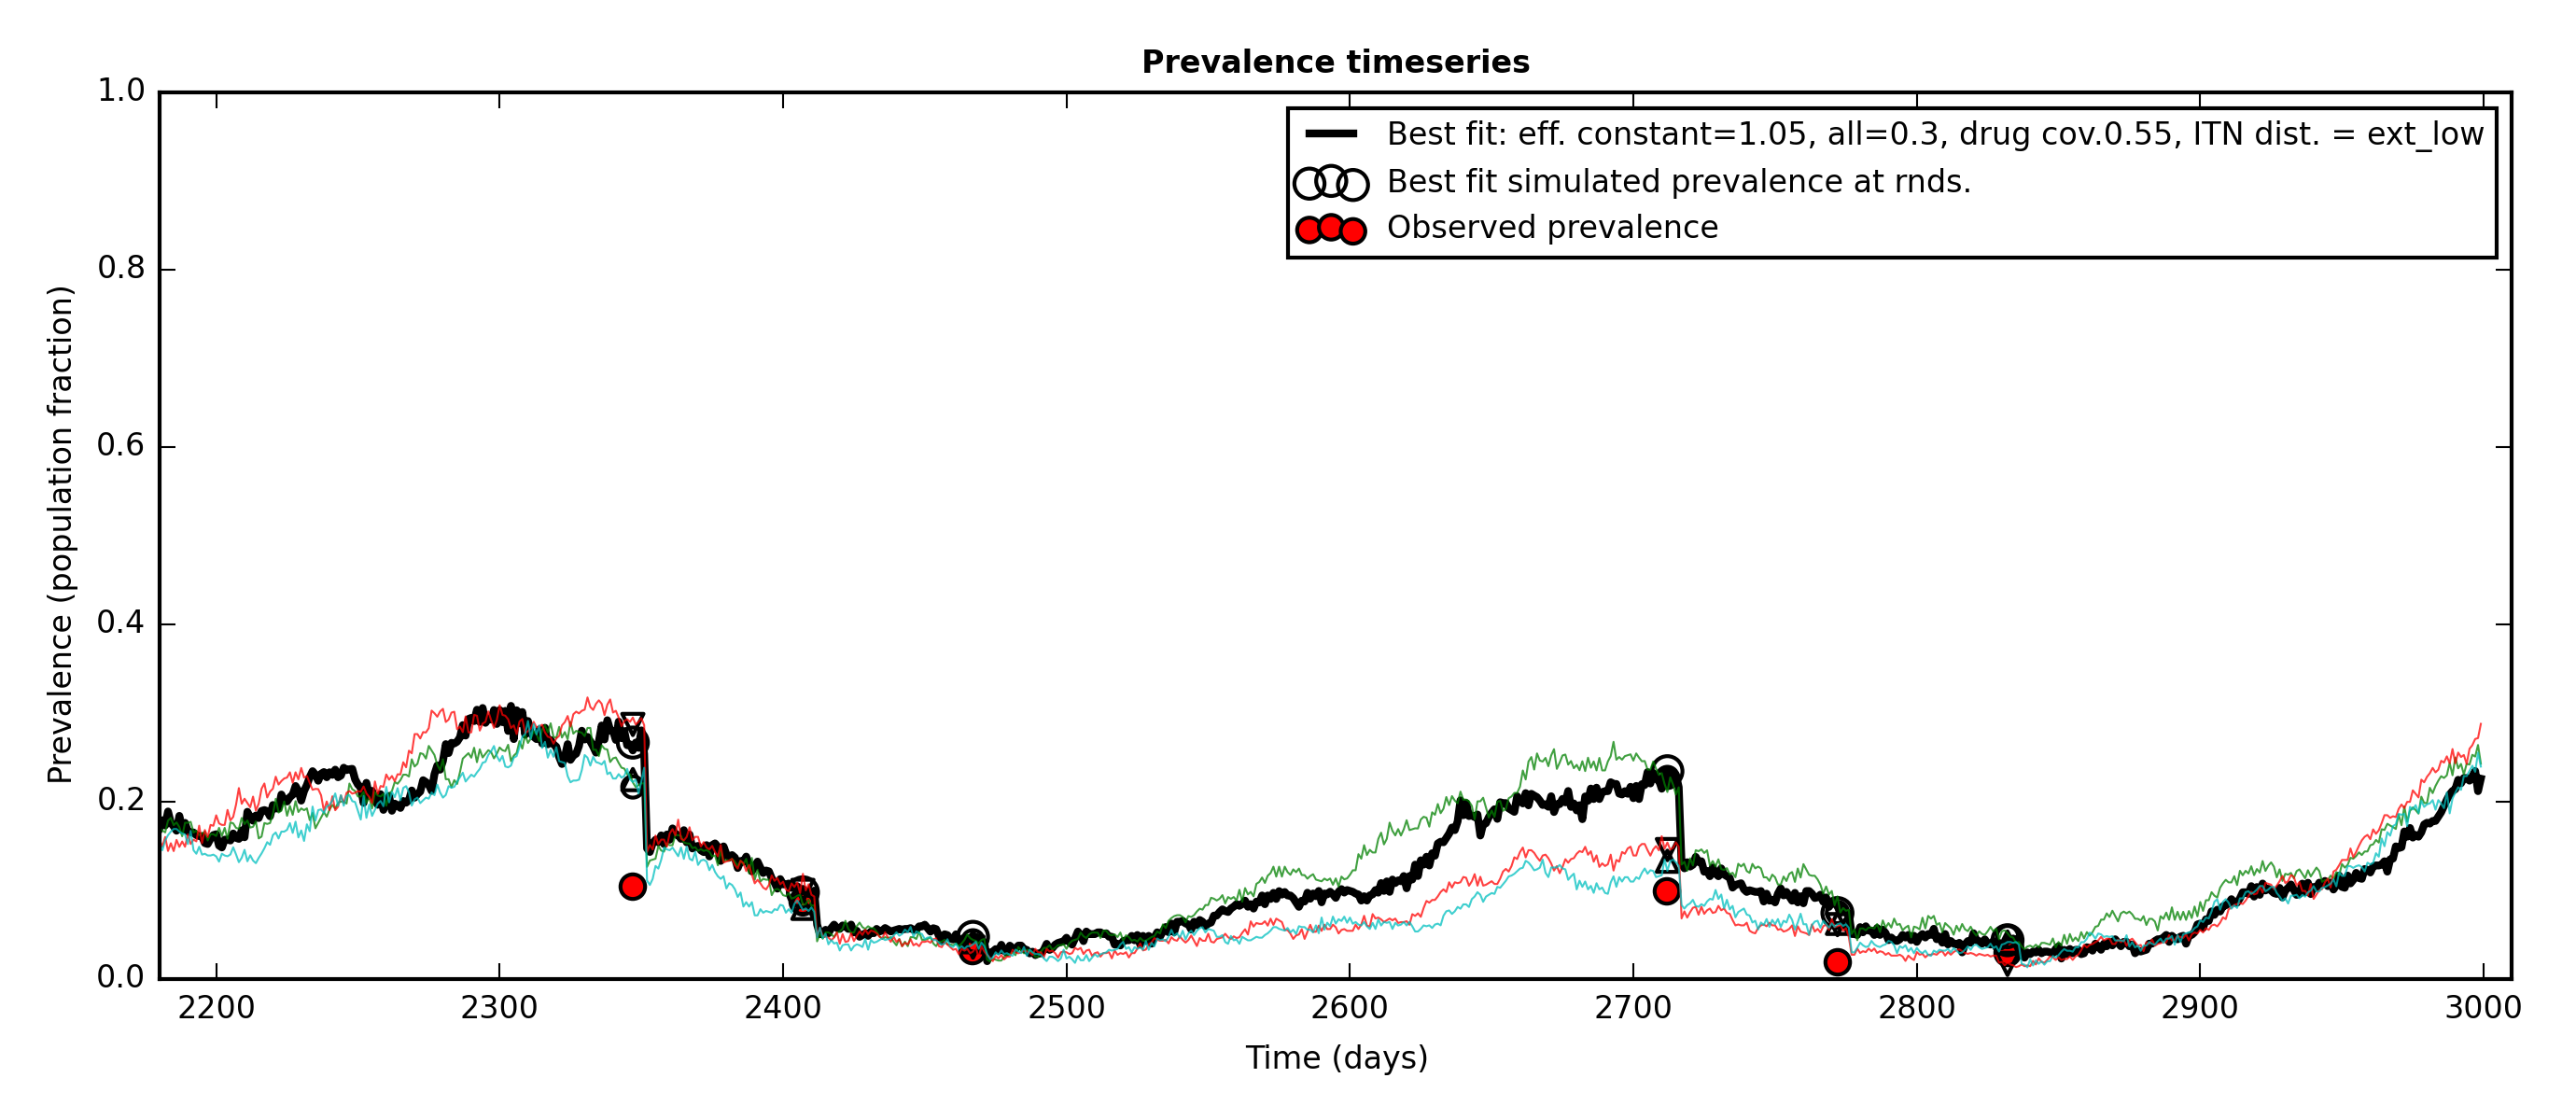 Prevalence timeseries
Best fit: eff. constant=1.05, all=0.3, drug cov.0.55, ITN dist. = ext_low
Best fit simulated prevalence at rnds.
Observed prevalence
Prevalence (population fraction)
1.0
0.8
0.6
0.4
0.2
0.0
2200 2300 2400 2500 2600 2700 2800 2900 3000
Time (days)